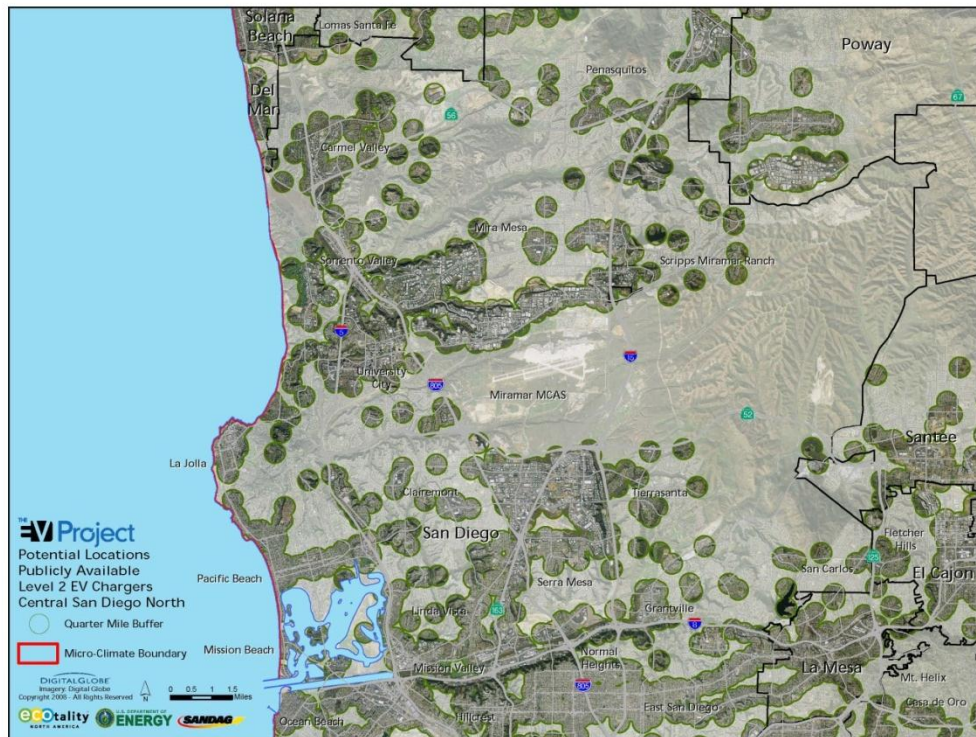 Solana
Beach
Lomas Santa Fe
Poway
Penasquitos
67
Del
Mar
56
Carmel Valley
Mira Mesa
Sorrento Valley
Scripps Miramar Ranch
5
15
University
City
805
Miramar MCAS
52
Santee
La Jolla
Clairemont
Tierrasanta
San Diego
Fletcher
Hills
THE
EV Project
Potential Locations
Publicly Available
Level 2 EV Chargers
Central San Diego North
Quarter Mile Buffer
Micro-Climate Boundary
125
San Carlos
El Cajon
Pacific Beach
Serra Mesa
Linda Vista
163
Grantville
8
Mission Beach
Mission Valley
Normal
Heights
La Mesa
Mt. Helix
805
DIGITALGLOBE
Imagery: Digital Globe
Copyright 2008 - All Rights Reserved
N
0 0.5 1 1.5
Miles
East San Diego
Casa de Oro
Hillcrest
Ocean Beach
ecotality
NORTH AMERICA
U.S. DEPARTMENT OF
ENERGY
SANDAG